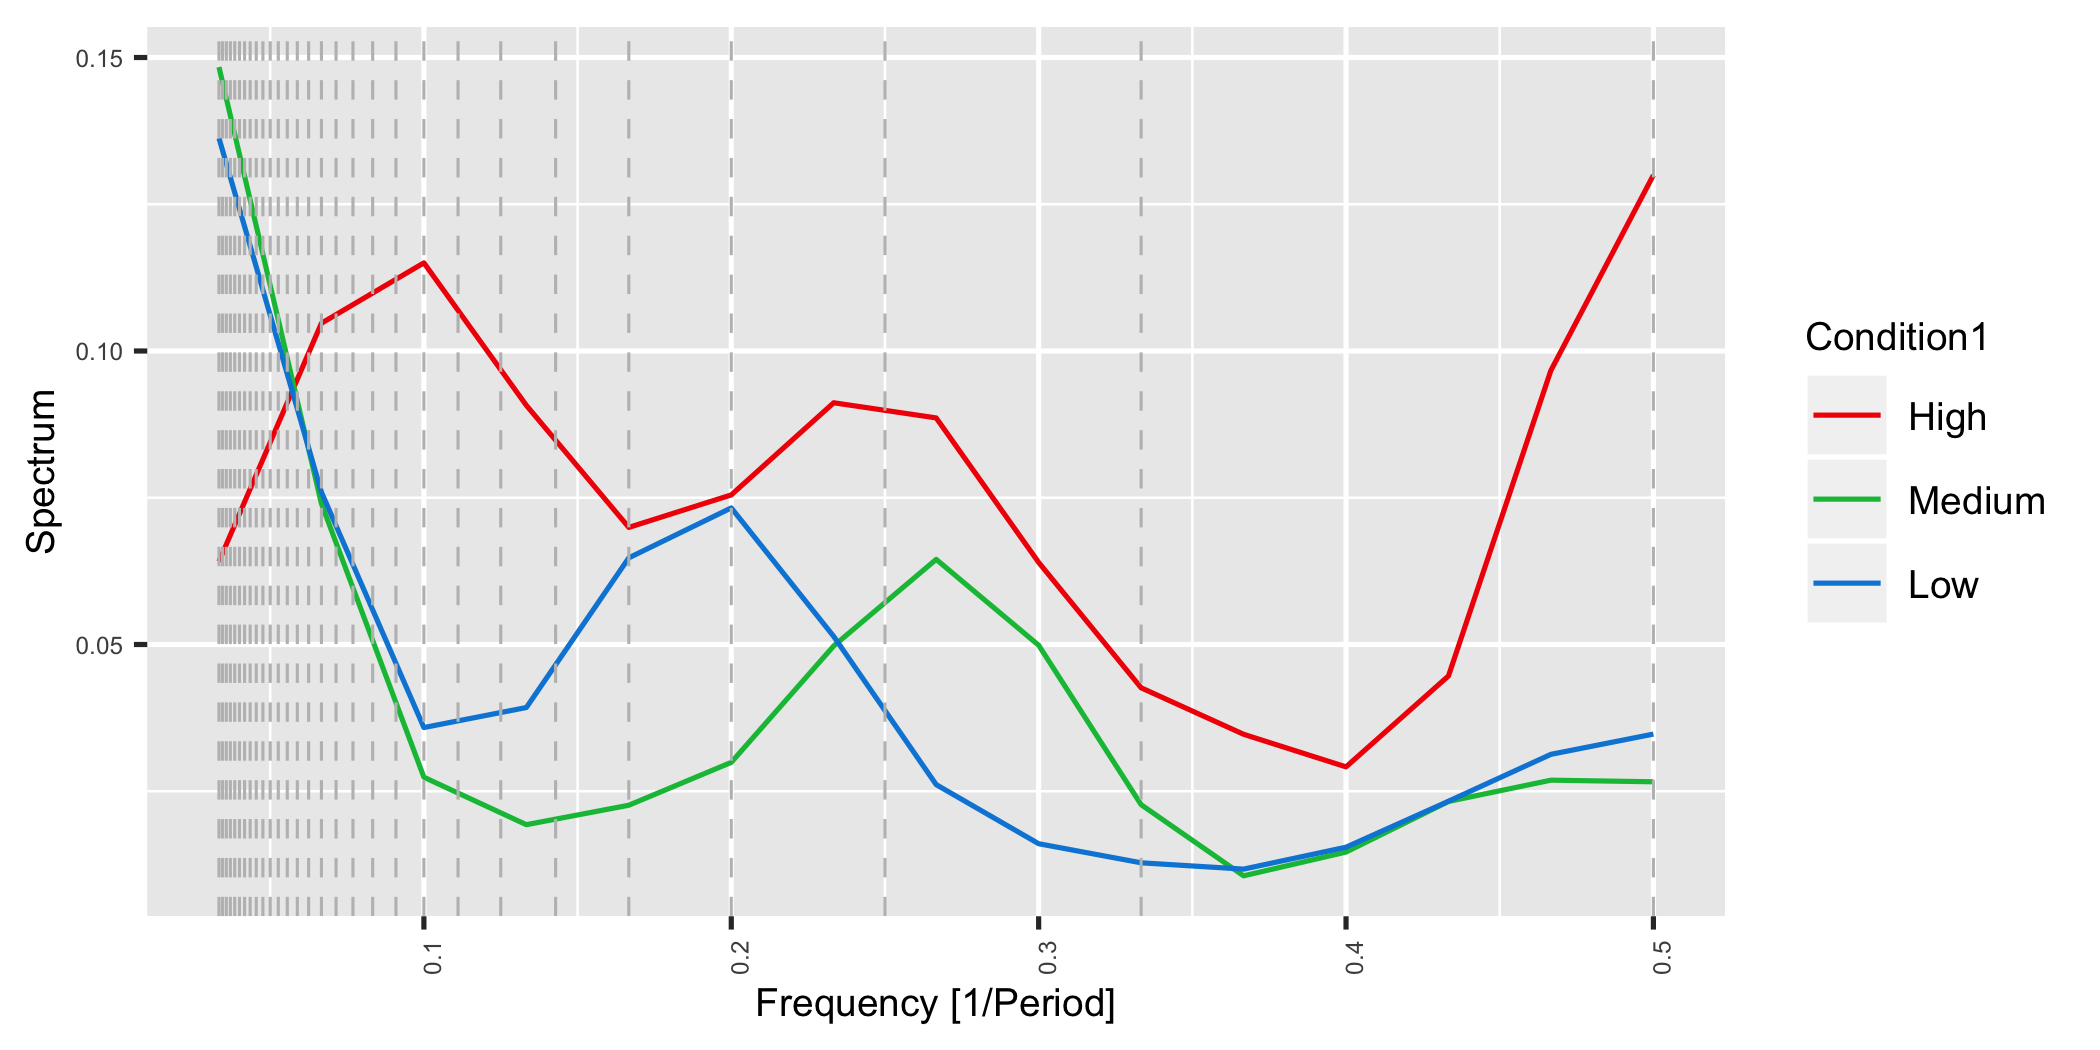 0.15
0.10
0.05
Spectrum
0.1
0.2
0.3
0.4
0.5
Frequency [1/Period]
Condition1
High
Medium
Low